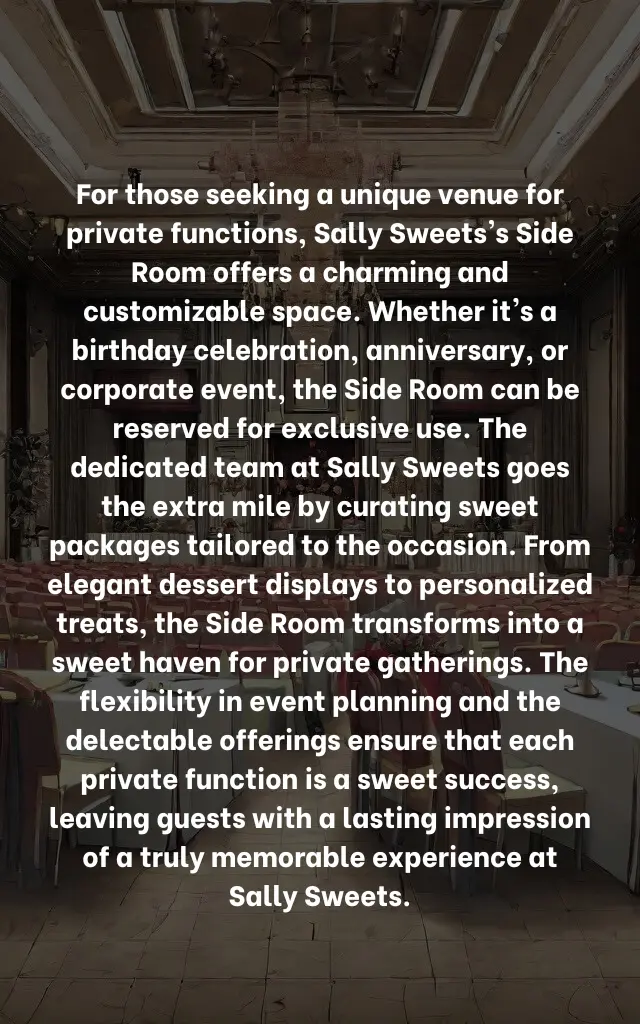 For those seeking a unique venue for
private functions, Sally Sweets’s Side
Room offers a charming and
customizable space. Whether it’s a
birthday celebration, anniversary, or
corporate event, the Side Room can be
reserved for exclusive use. The
dedicated team at Sally Sweets goes
the extra mile by curating sweet
packages tailored to the occasion. From
elegant dessert displays to personalized
treats, the Side Room transforms into a
sweet haven for private gatherings. The
flexibility in event planning and the
delectable offerings ensure that each
private function is a sweet success,
leaving guests with a lasting impression
of a truly memorable experience at
Sally Sweets.